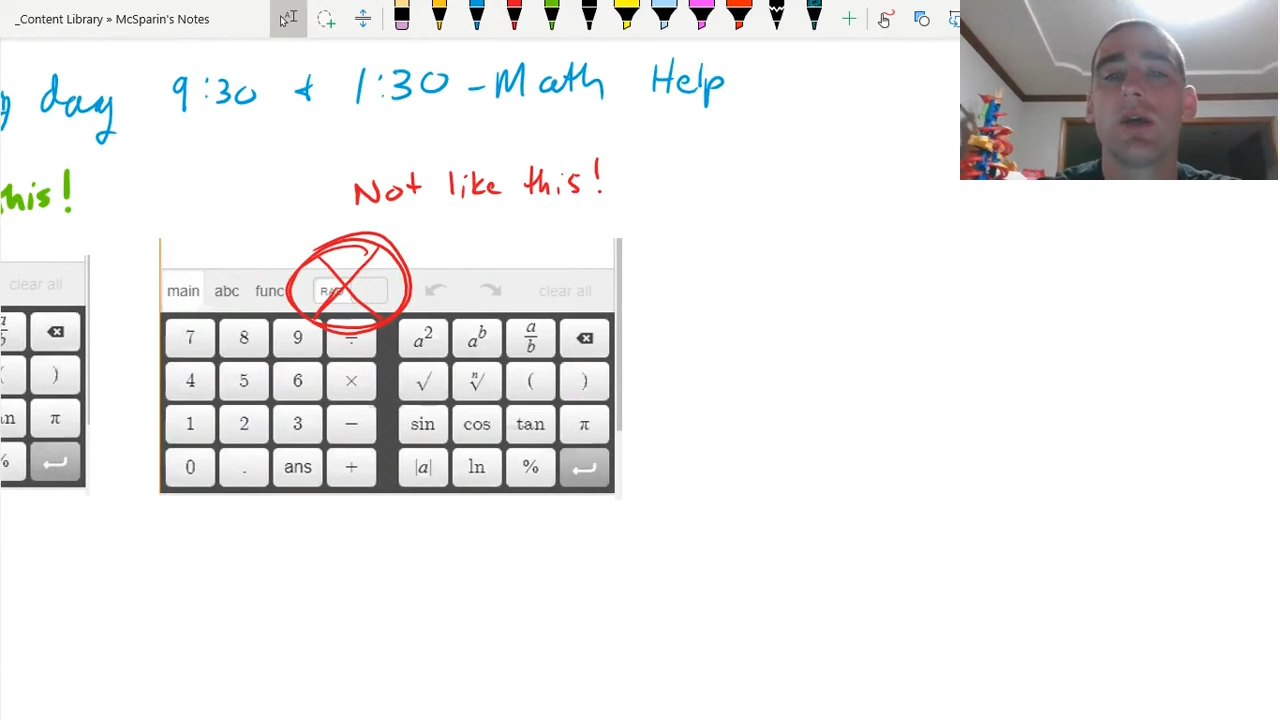 _Content Library » McSparin's Notes
day 9:30 + 1:30 - Math Help
this!
Not like this!
clear all
main abc func RAD clear all
a/b
7 8 9 ÷ a² aᵇ a/b
)
4 5 6 × √ ⁿ√ ( )
π
1 2 3 − sin cos tan π
%
0 . ans + |a| ln %